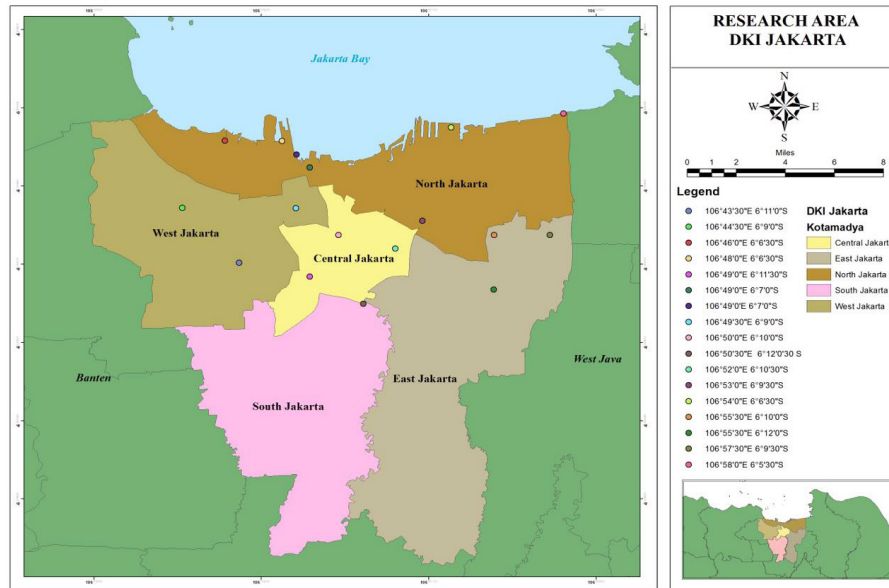 RESEARCH AREA
DKI JAKARTA
N
W
E
S
Miles
0 1 2 4 6 8
Legend
106°43'30"E 6°11'0"S
106°44'30"E 6°9'0"S
106°46'0"E 6°6'30"S
106°48'0"E 6°6'30"S
106°49'0"E 6°11'30"S
106°49'0"E 6°7'0"S
106°49'0"E 6°7'0"S
106°49'30"E 6°9'0"S
106°50'0"E 6°10'0"S
106°50'30"E 6°12'0'30 S
106°52'0"E 6°10'30"S
106°53'0"E 6°9'30"S
106°54'0"E 6°6'30"S
106°55'30"E 6°10'0"S
106°55'30"E 6°12'0"S
106°57'30"E 6°9'30"S
106°58'0"E 6°5'30"S
DKI Jakarta
Kotamadya
Central Jakarta
East Jakarta
North Jakarta
South Jakarta
West Jakarta
Jakarta Bay
North Jakarta
West Jakarta
Central Jakarta
West Java
Banten
East Jakarta
South Jakarta